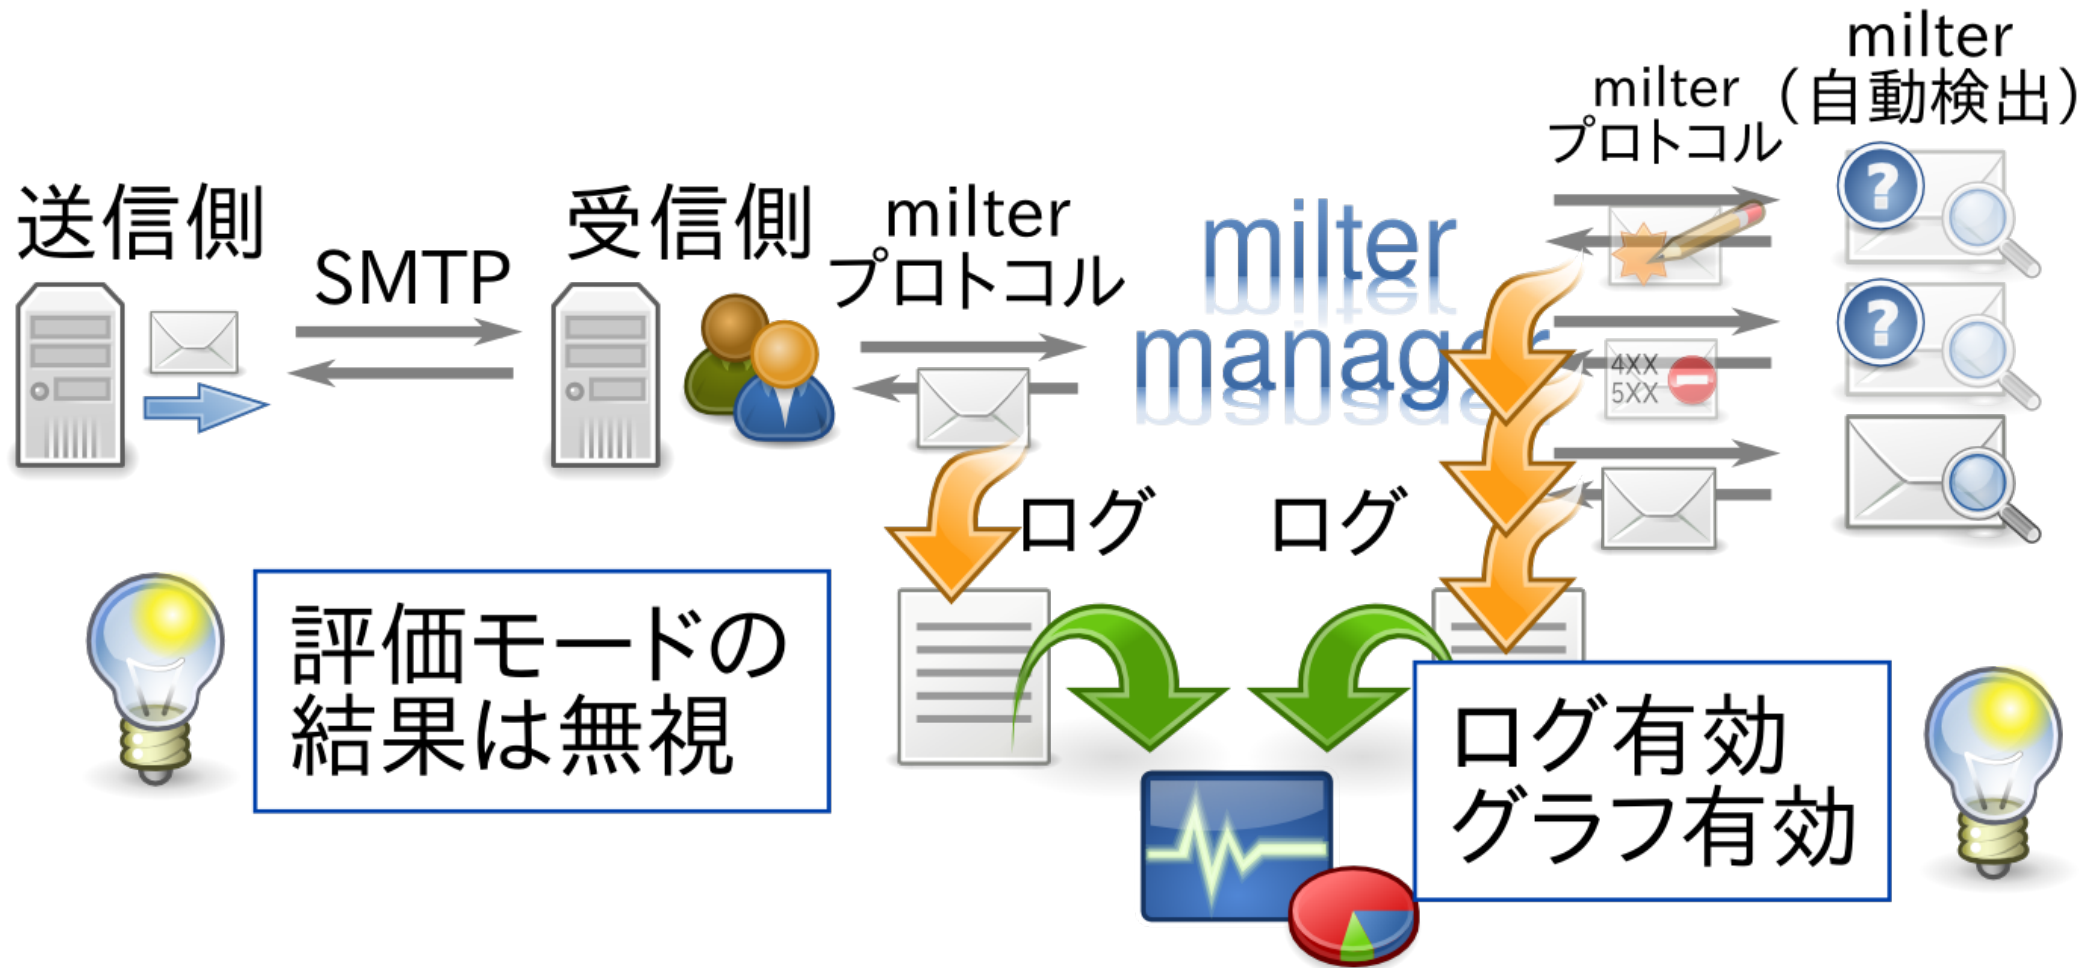 milter
（自動検出）
milter
プロトコル
送信側
SMTP
受信側
milter
プロトコル
milter
manager
4XX
5XX
ログ
ログ
評価モードの
結果は無視
ログ有効
グラフ有効